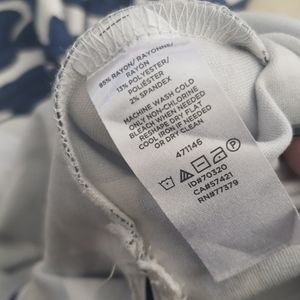 85% RAYON/ RAYONNE/
RAYÓN
13% POLYESTER/
POLIÉSTER
2% SPANDEX
MACHINE WASH COLD
ONLY NON-CHLORINE
BLEACH WHEN NEEDED
RESHAPE DRY FLAT
COOL IRON IF NEEDED
OR DRY CLEAN
471146
P
ID#70320
CA#57421
RN#77379